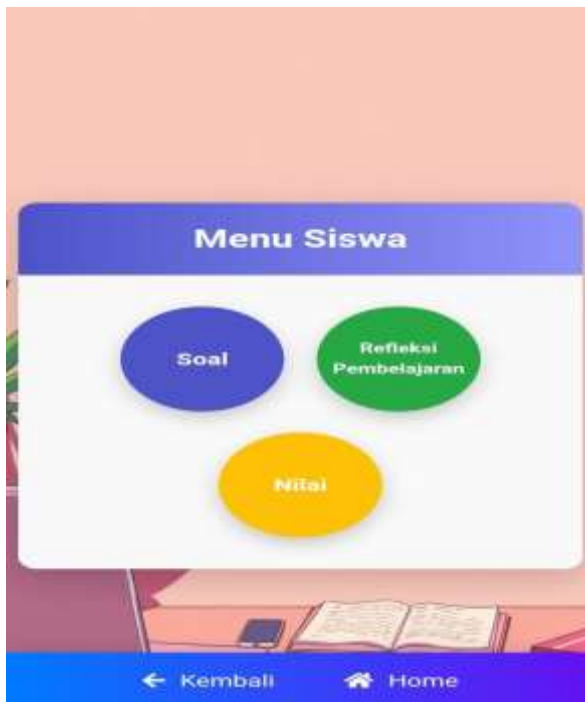 Menu Siswa
Soal
Refleksi
Pembelajaran
Nilai
Kembali
Home